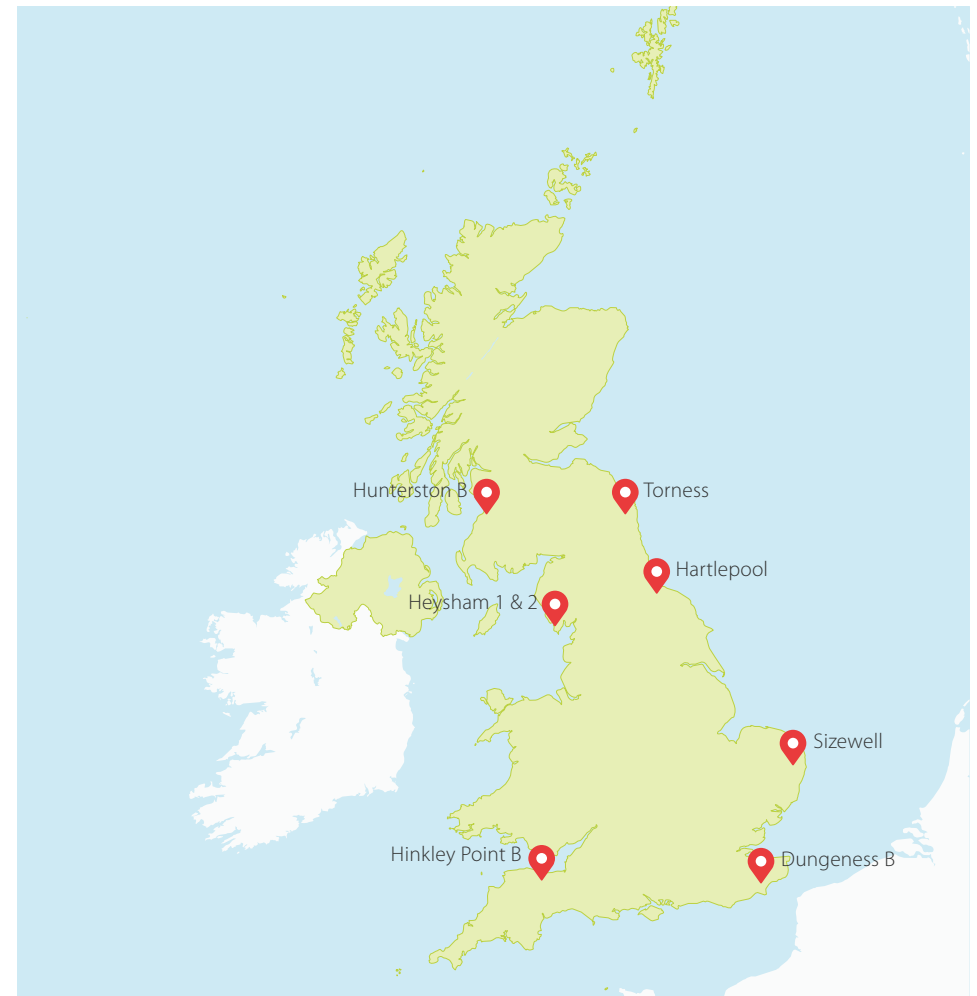 Hunterston B
Torness
Hartlepool
Heysham 1 & 2
Sizewell
Hinkley Point B
Dungeness B